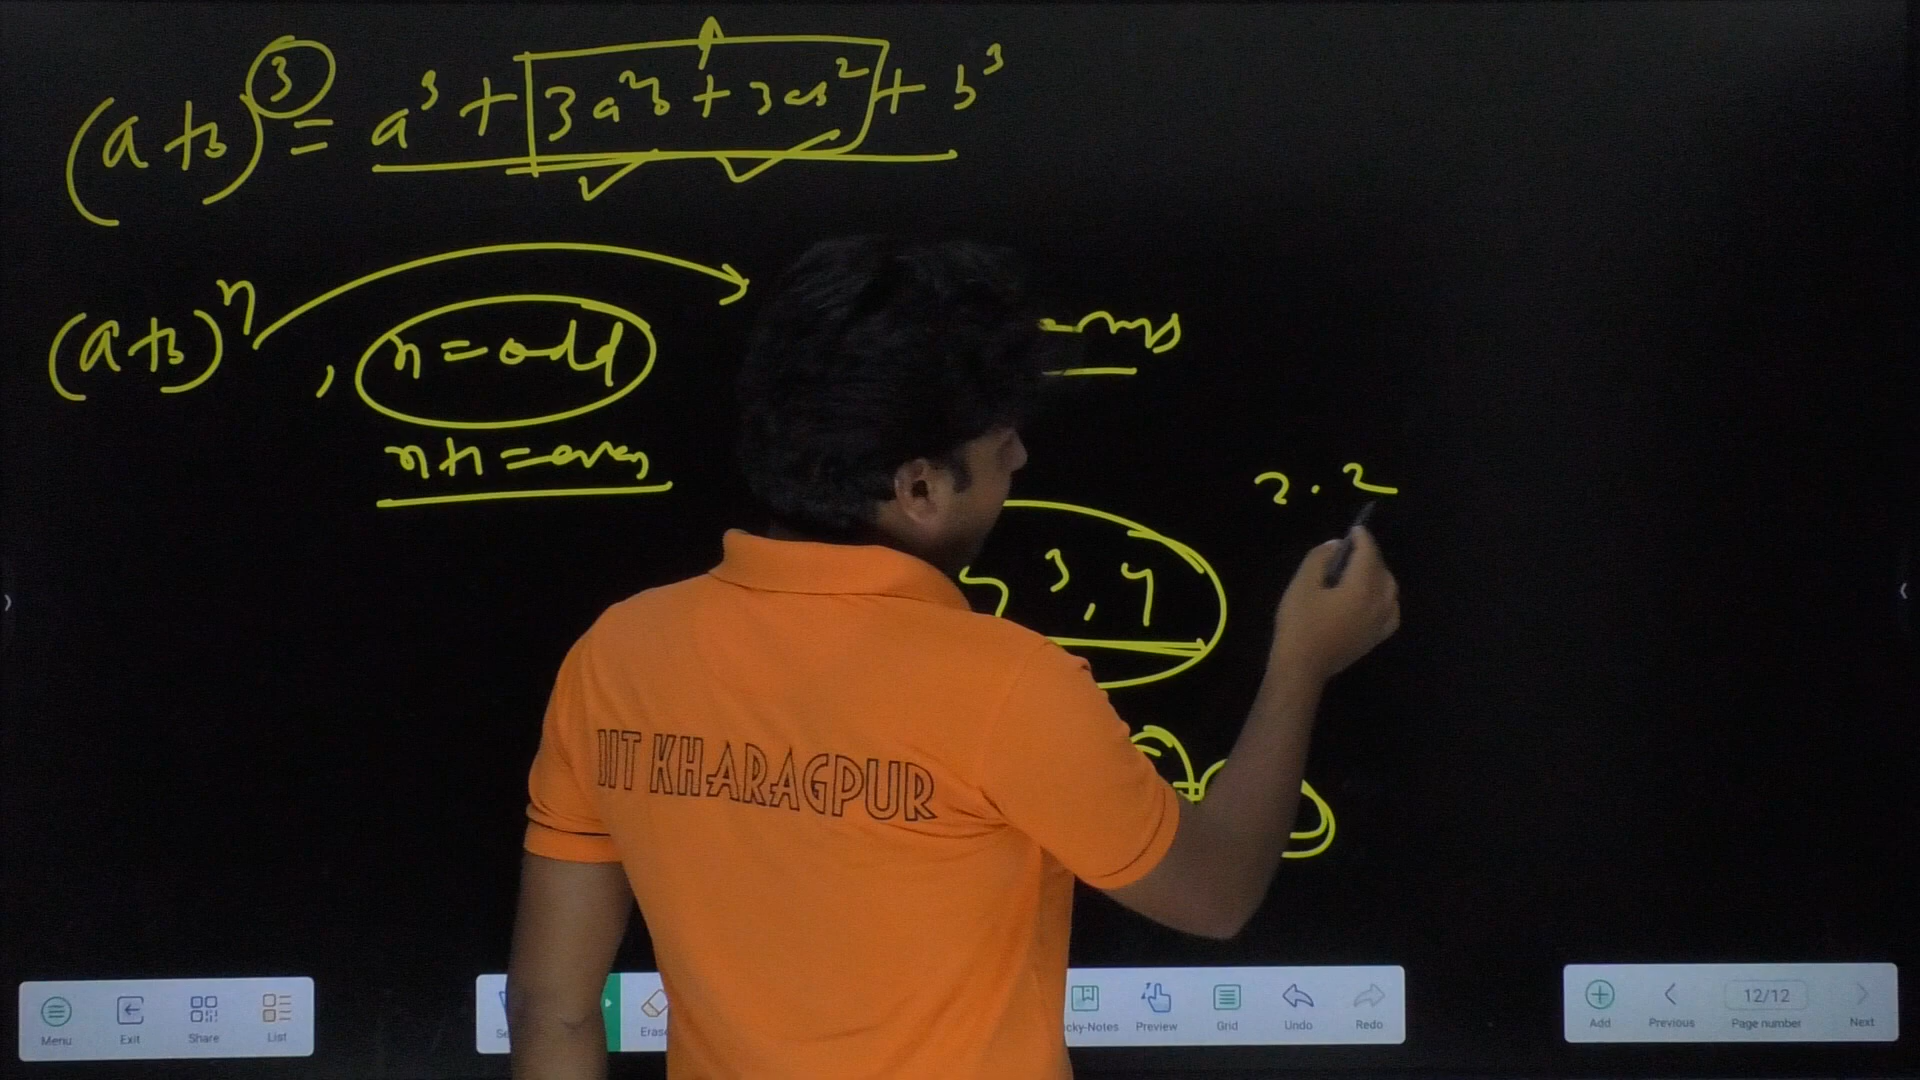 (a+b)³ = a³ + 3a²b + 3ab² + b³
(a+b)ⁿ , n = odd
n+1 = even
2.2
3, 4
IIT KHARAGPUR
Menu Exit Share List
Preview Grid Undo Redo
Add Previous 12/12 Page number Next